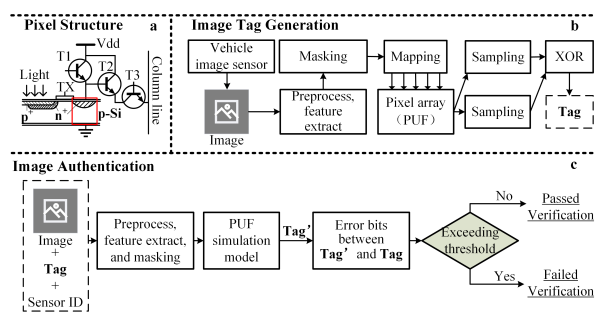 Pixel Structure
a
Vdd
T1
T2
T3
Light
TX
p+
n+
p-Si
Column line
Image Tag Generation
b
Vehicle
image sensor
Image
Preprocess,
feature
extract
Masking
Mapping
Pixel array
(PUF)
Sampling
Sampling
XOR
Tag
Image Authentication
c
Image
+
Tag
+
Sensor ID
Preprocess,
feature extract,
and masking
PUF
simulation
model
Tag'
Error bits
between
Tag' and Tag
Exceeding
threshold
No
Passed
Verification
Yes
Failed
Verification